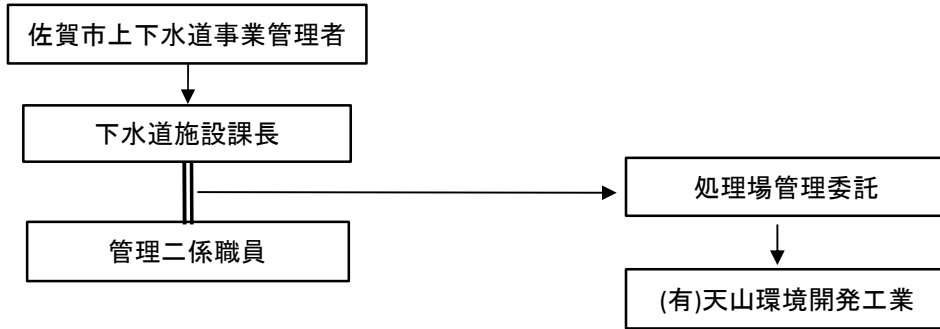 佐賀市上下水道事業管理者
下水道施設課長
処理場管理委託
管理二係職員
(有)天山環境開発工業